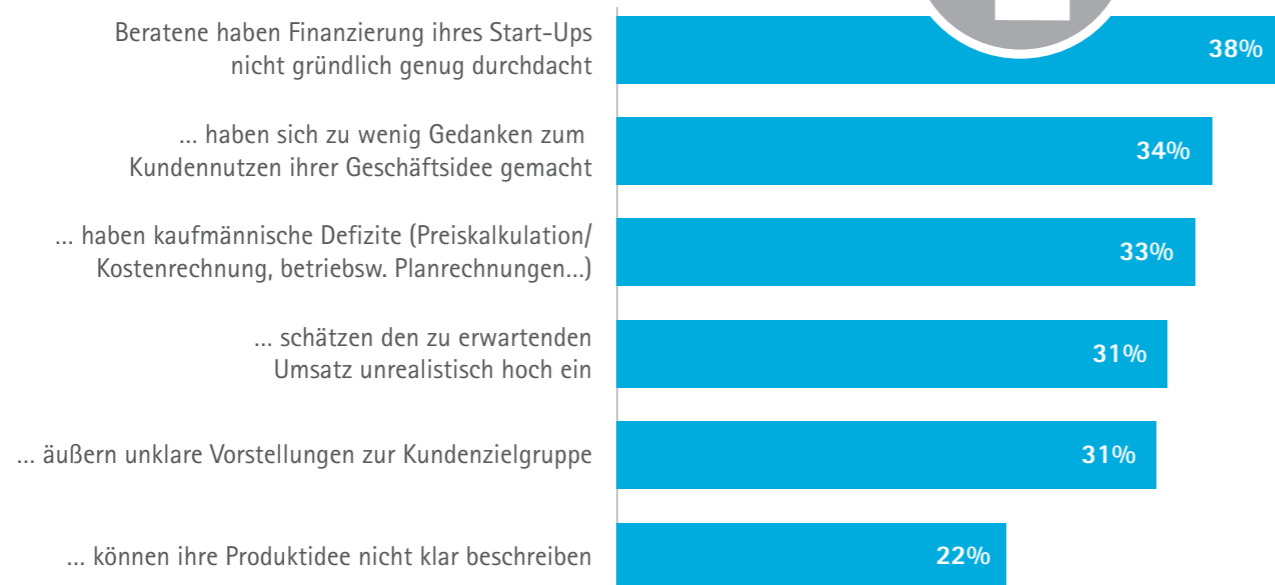 Beratene haben Finanzierung ihres Start-Ups
nicht gründlich genug durchdacht
38%
... haben sich zu wenig Gedanken zum
Kundennutzen ihrer Geschäftsidee gemacht
34%
... haben kaufmännische Defizite (Preiskalkulation/
Kostenrechnung, betriebsw. Planrechnungen...)
33%
... schätzen den zu erwartenden
Umsatz unrealistisch hoch ein
31%
... äußern unklare Vorstellungen zur Kundenzielgruppe
31%
... können ihre Produktidee nicht klar beschreiben
22%